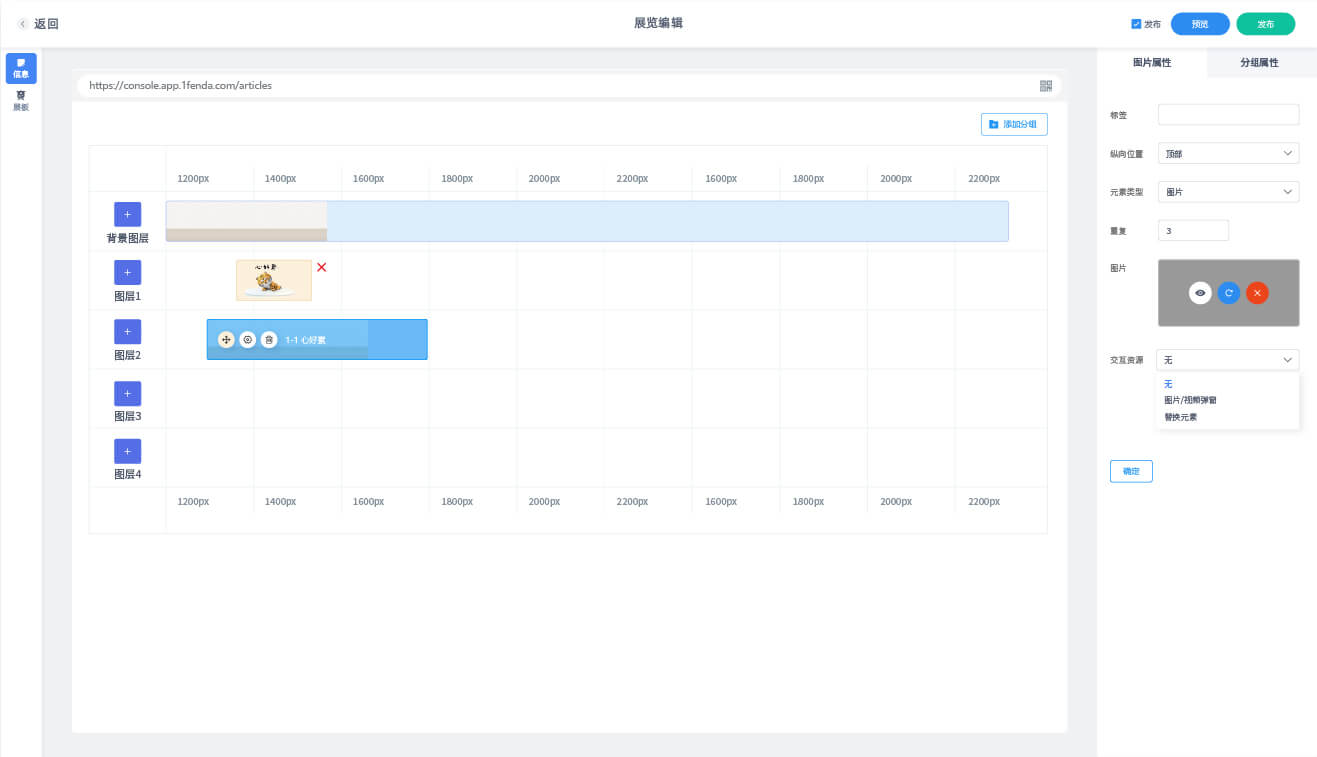 返回
展览编辑
发布
预览
发布
信息
展板
https://console.app.1fenda.com/articles
添加分组
1200px 1400px 1600px 1800px 2000px 2200px 1600px 1800px 2000px 2200px
背景图层
图层1
心好累
图层2
1-1 心好累
图层3
图层4
1200px 1400px 1600px 1800px 2000px 2200px 1600px 1800px 2000px 2200px
图片属性 分组属性
标签
纵向位置 顶部
元素类型 图片
重复 3
图片
交互资源 无
无
图片/视频弹窗
替换元素
确定